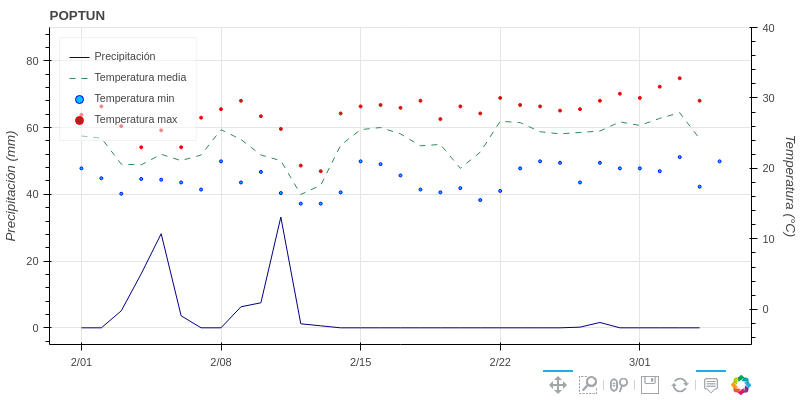 POPTUN
Precipitación
Temperatura media
Temperatura min
Temperatura max
Precipitación (mm)
80
60
40
20
0
Temperatura (°C)
40
30
20
10
0
2/01
2/08
2/15
2/22
3/01